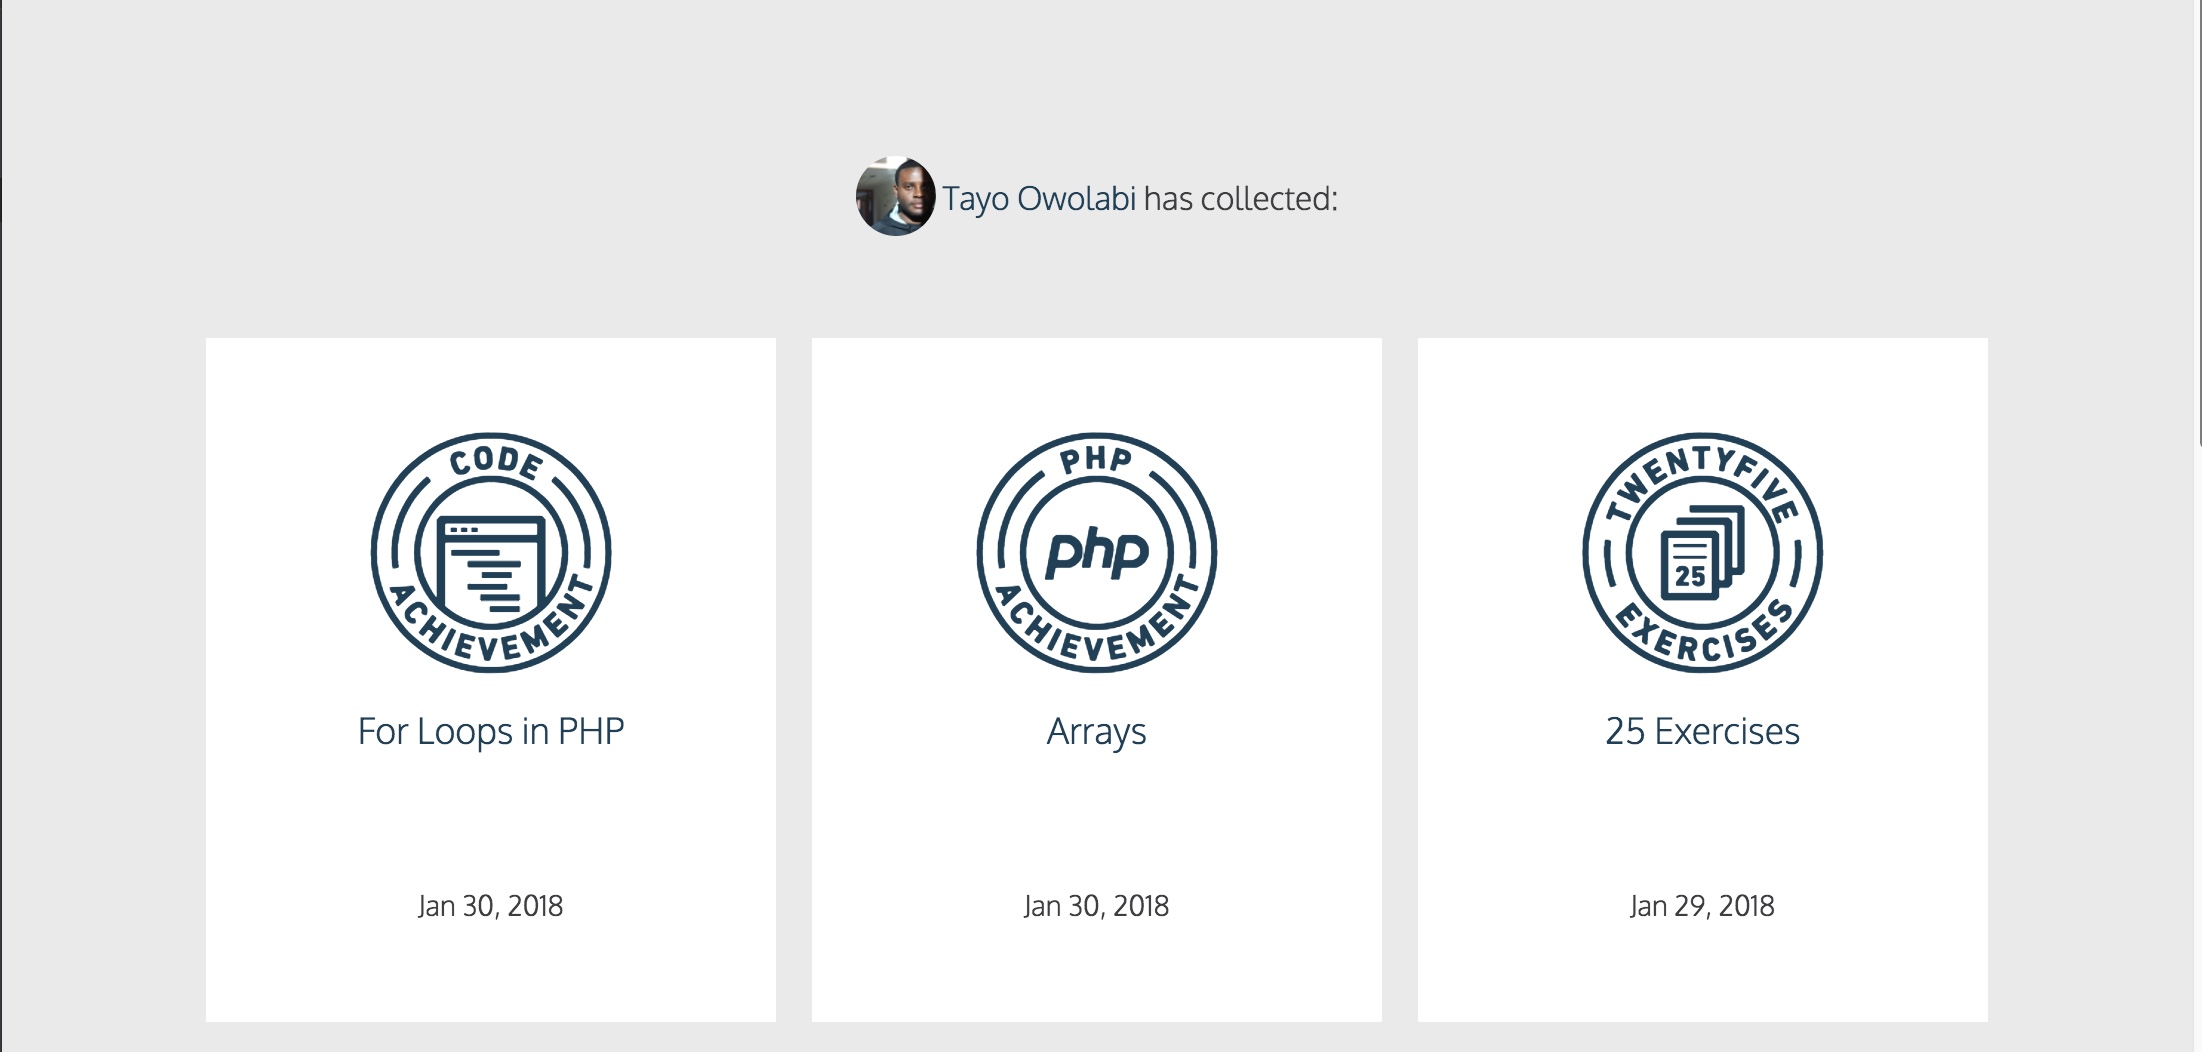 Tayo Owolabi has collected:
CODE
ACHIEVEMENT
For Loops in PHP
Jan 30, 2018
PHP
php
ACHIEVEMENT
Arrays
Jan 30, 2018
TWENTYFIVE
25
EXERCISES
25 Exercises
Jan 29, 2018